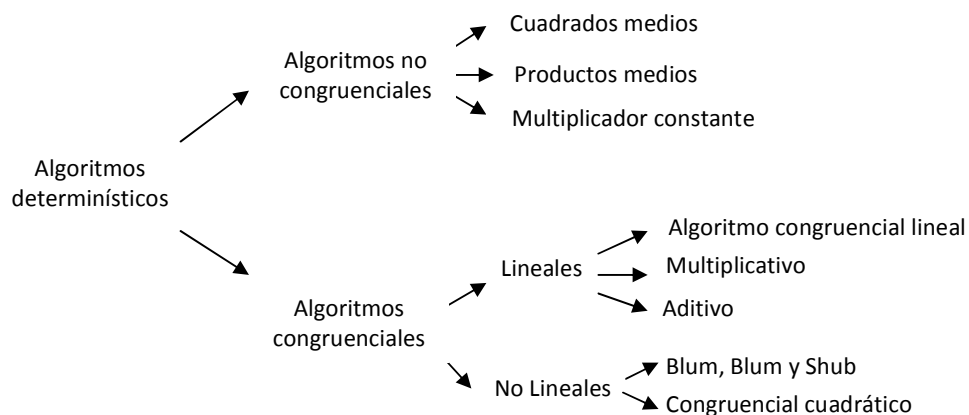 Algoritmos
determinísticos
Algoritmos no
congruenciales
Cuadrados medios
Productos medios
Multiplicador constante
Algoritmos
congruenciales
Lineales
Algoritmo congruencial lineal
Multiplicativo
Aditivo
No Lineales
Blum, Blum y Shub
Congruencial cuadrático